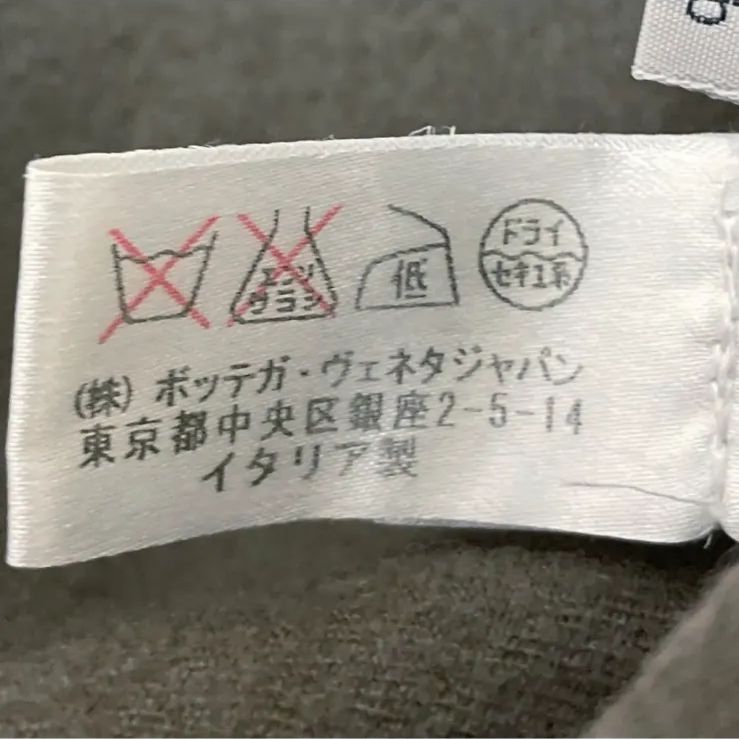 エンソ
サラシ
低
ドライ
セキユ系
(株) ボッテガ・ヴェネタジャパン
東京都中央区銀座2-5-14
イタリア製